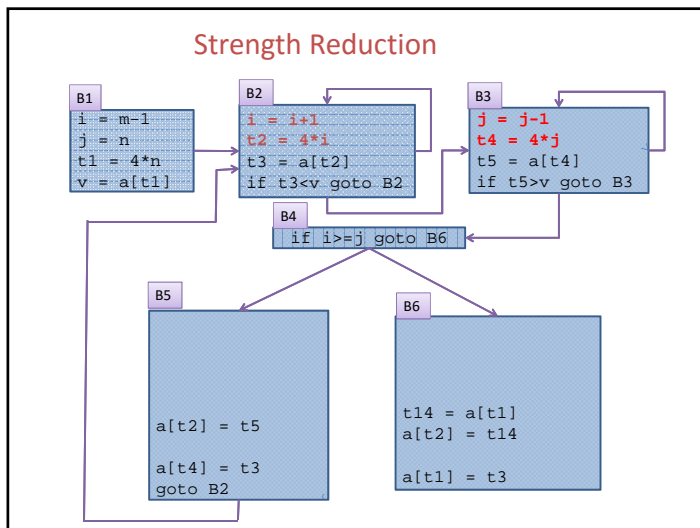 Strength Reduction
B1
i = m-1
j = n
t1 = 4*n
v = a[t1]
B2
i = i+1
t2 = 4*i
t3 = a[t2]
if t3<v goto B2
B3
j = j-1
t4 = 4*j
t5 = a[t4]
if t5>v goto B3
B4
if i>=j goto B6
B5
a[t2] = t5
a[t4] = t3
goto B2
B6
t14 = a[t1]
a[t2] = t14
a[t1] = t3